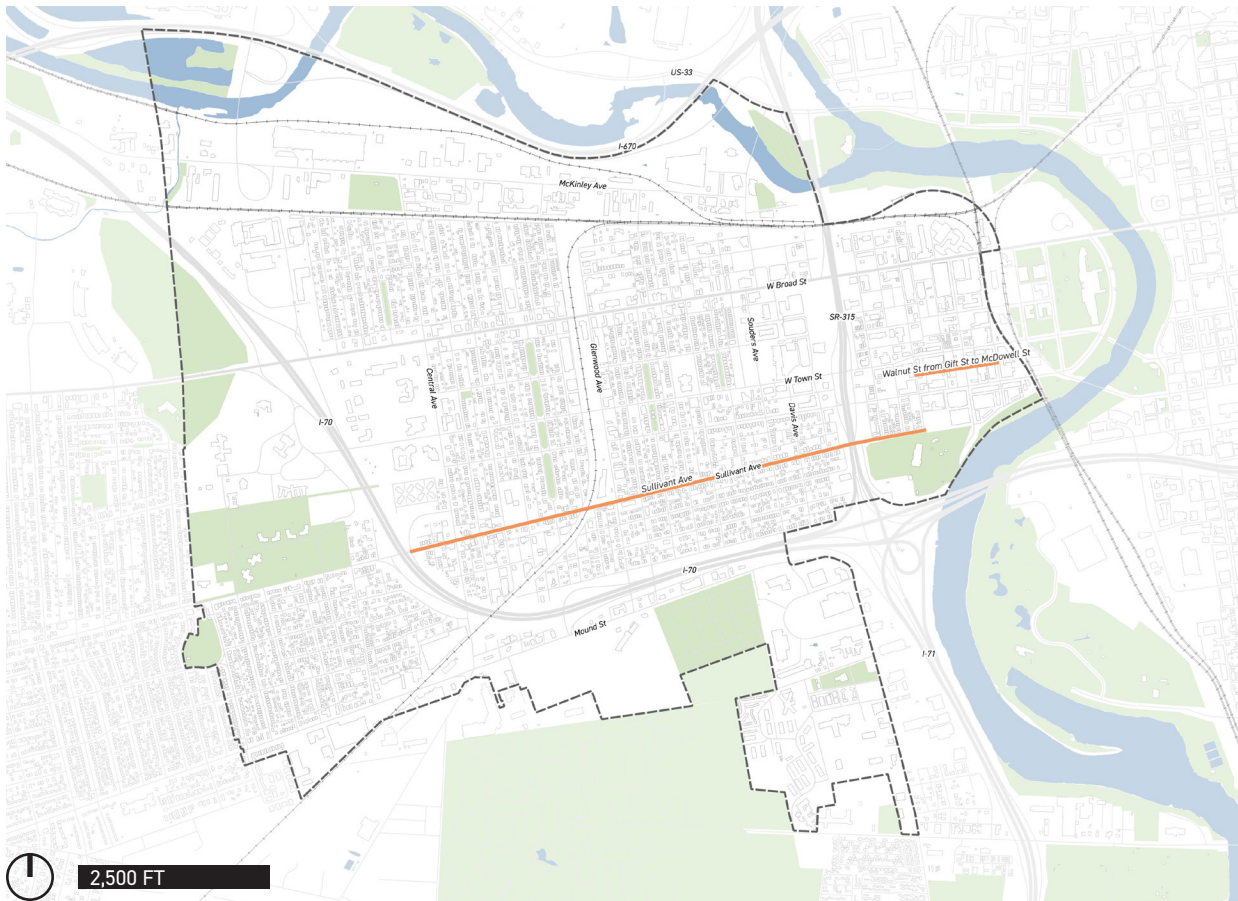 US-33
I-670
McKinley Ave
W Broad St
SR-315
Souders Ave
Glenwood Ave
Walnut St from Gift St to McDowell St
Central Ave
W Town St
Davis Ave
I-70
Sullivant Ave
Sullivant Ave
I-70
Mound St
I-71
2,500 FT